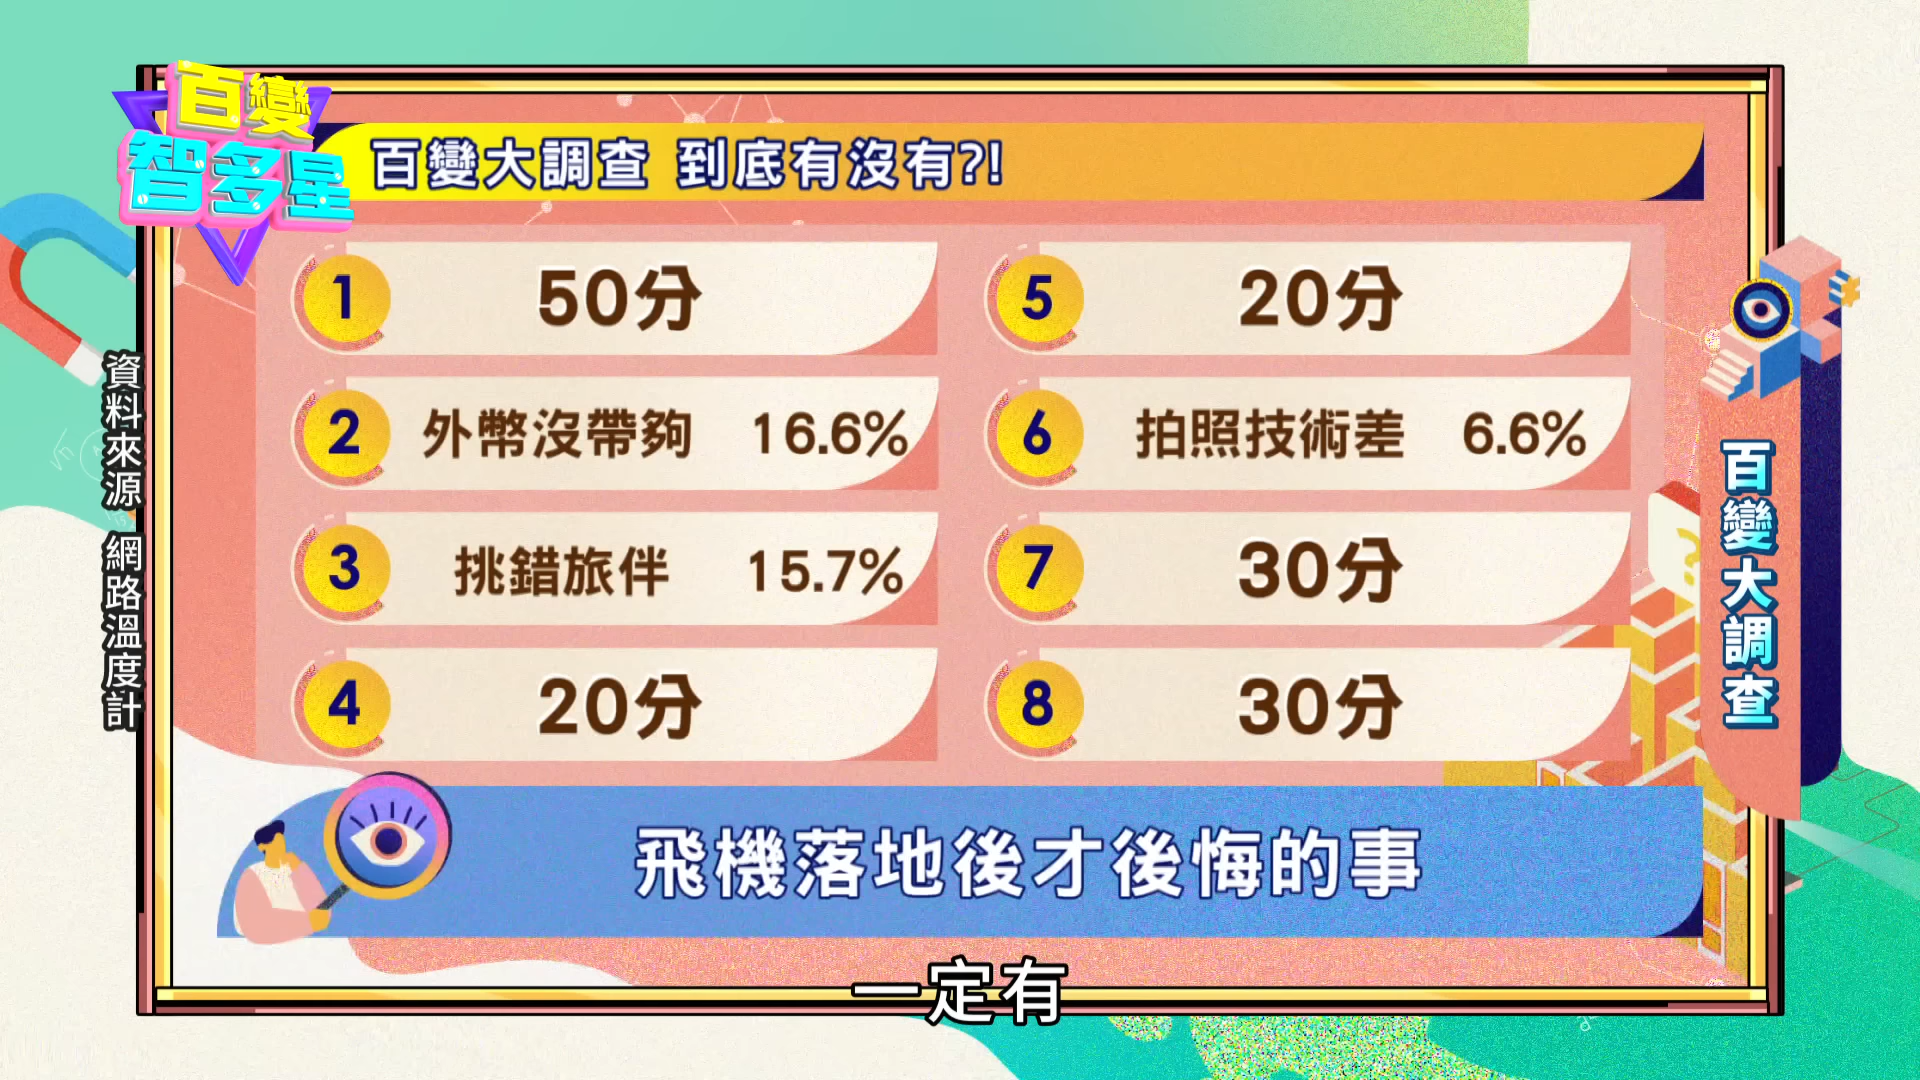 百變
智多星
百變大調查 到底有沒有?!
1 50分
2 外幣沒帶夠 16.6%
3 挑錯旅伴 15.7%
4 20分
5 20分
6 拍照技術差 6.6%
7 30分
8 30分
飛機落地後才後悔的事
資料來源 網路溫度計
百變大調查
一定有